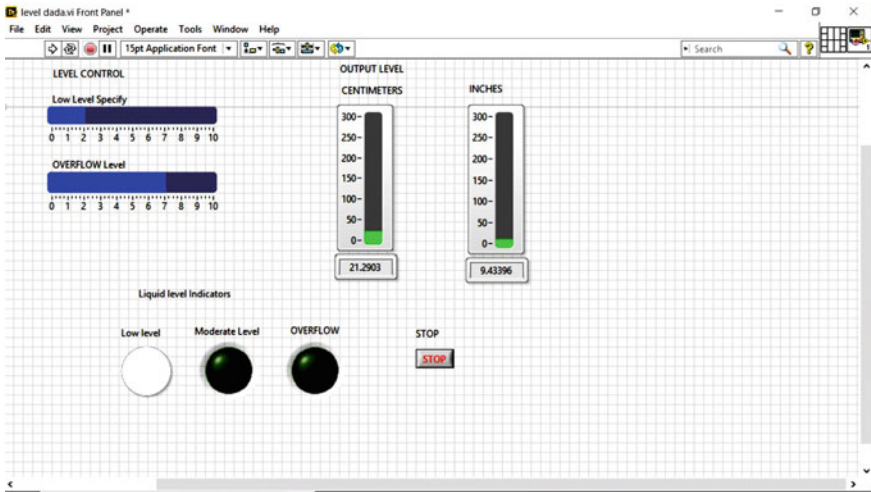 level dada.vi Front Panel *
File Edit View Project Operate Tools Window Help
15pt Application Font
Search
LEVEL CONTROL
Low Level Specify
0 1 2 3 4 5 6 7 8 9 10
OVERFLOW Level
0 1 2 3 4 5 6 7 8 9 10
OUTPUT LEVEL
CENTIMETERS
300
250
200
150
100
50
0
21.2903
INCHES
300
250
200
150
100
50
0
9.43396
Liquid level Indicators
Low level
Moderate Level
OVERFLOW
STOP
STOP